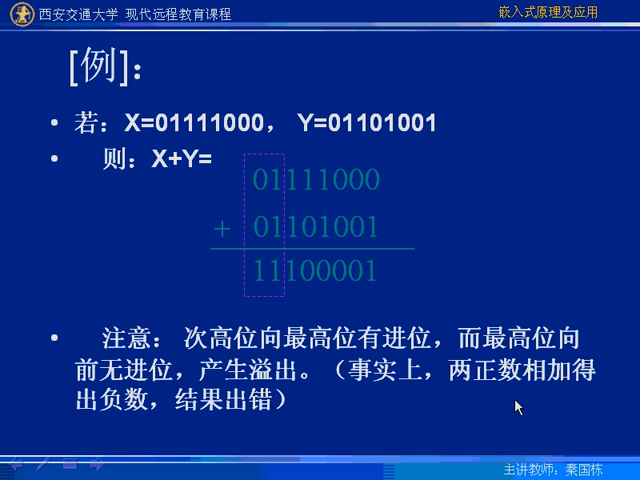 西安交通大学 现代远程教育课程
嵌入式原理及应用
[例]：
• 若：X=01111000， Y=01101001
• 则：X+Y=
01111000
+ 01101001
11100001
• 注意： 次高位向最高位有进位，而最高位向
前无进位，产生溢出。（事实上，两正数相加得
出负数，结果出错）
主讲教师：秦国栋